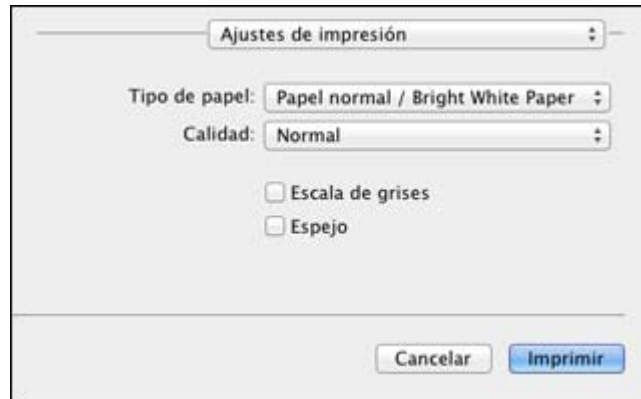 Ajustes de impresión
Tipo de papel: Papel normal / Bright White Paper
Calidad: Normal
Escala de grises
Espejo
Cancelar Imprimir